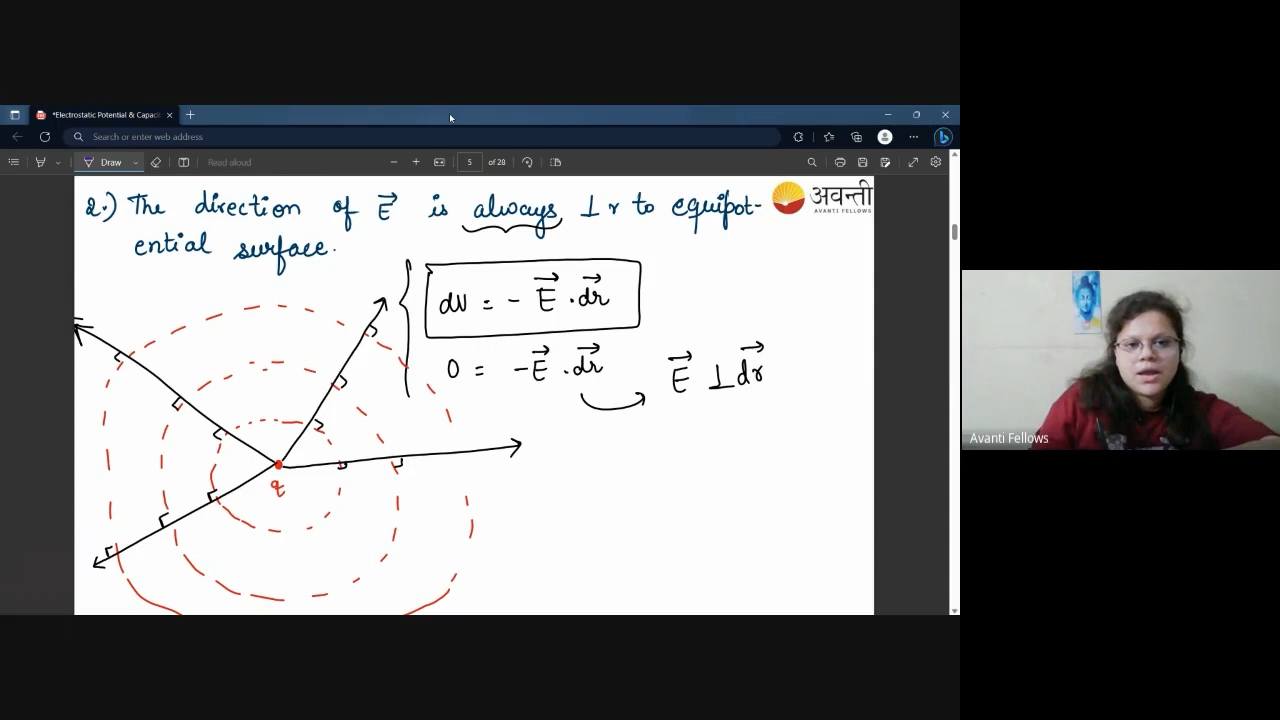 *Electrostatic Potential & Capaci
Search or enter web address
Draw
Read aloud
5
of 28
2.) The direction of E⃗ is always ⊥r to equipot-
ential surface.
अवन्ती
AVANTI FELLOWS
dV = - E⃗ . dr⃗
0 = - E⃗ . dr⃗
E⃗ ⊥ dr⃗
q
Avanti Fellows